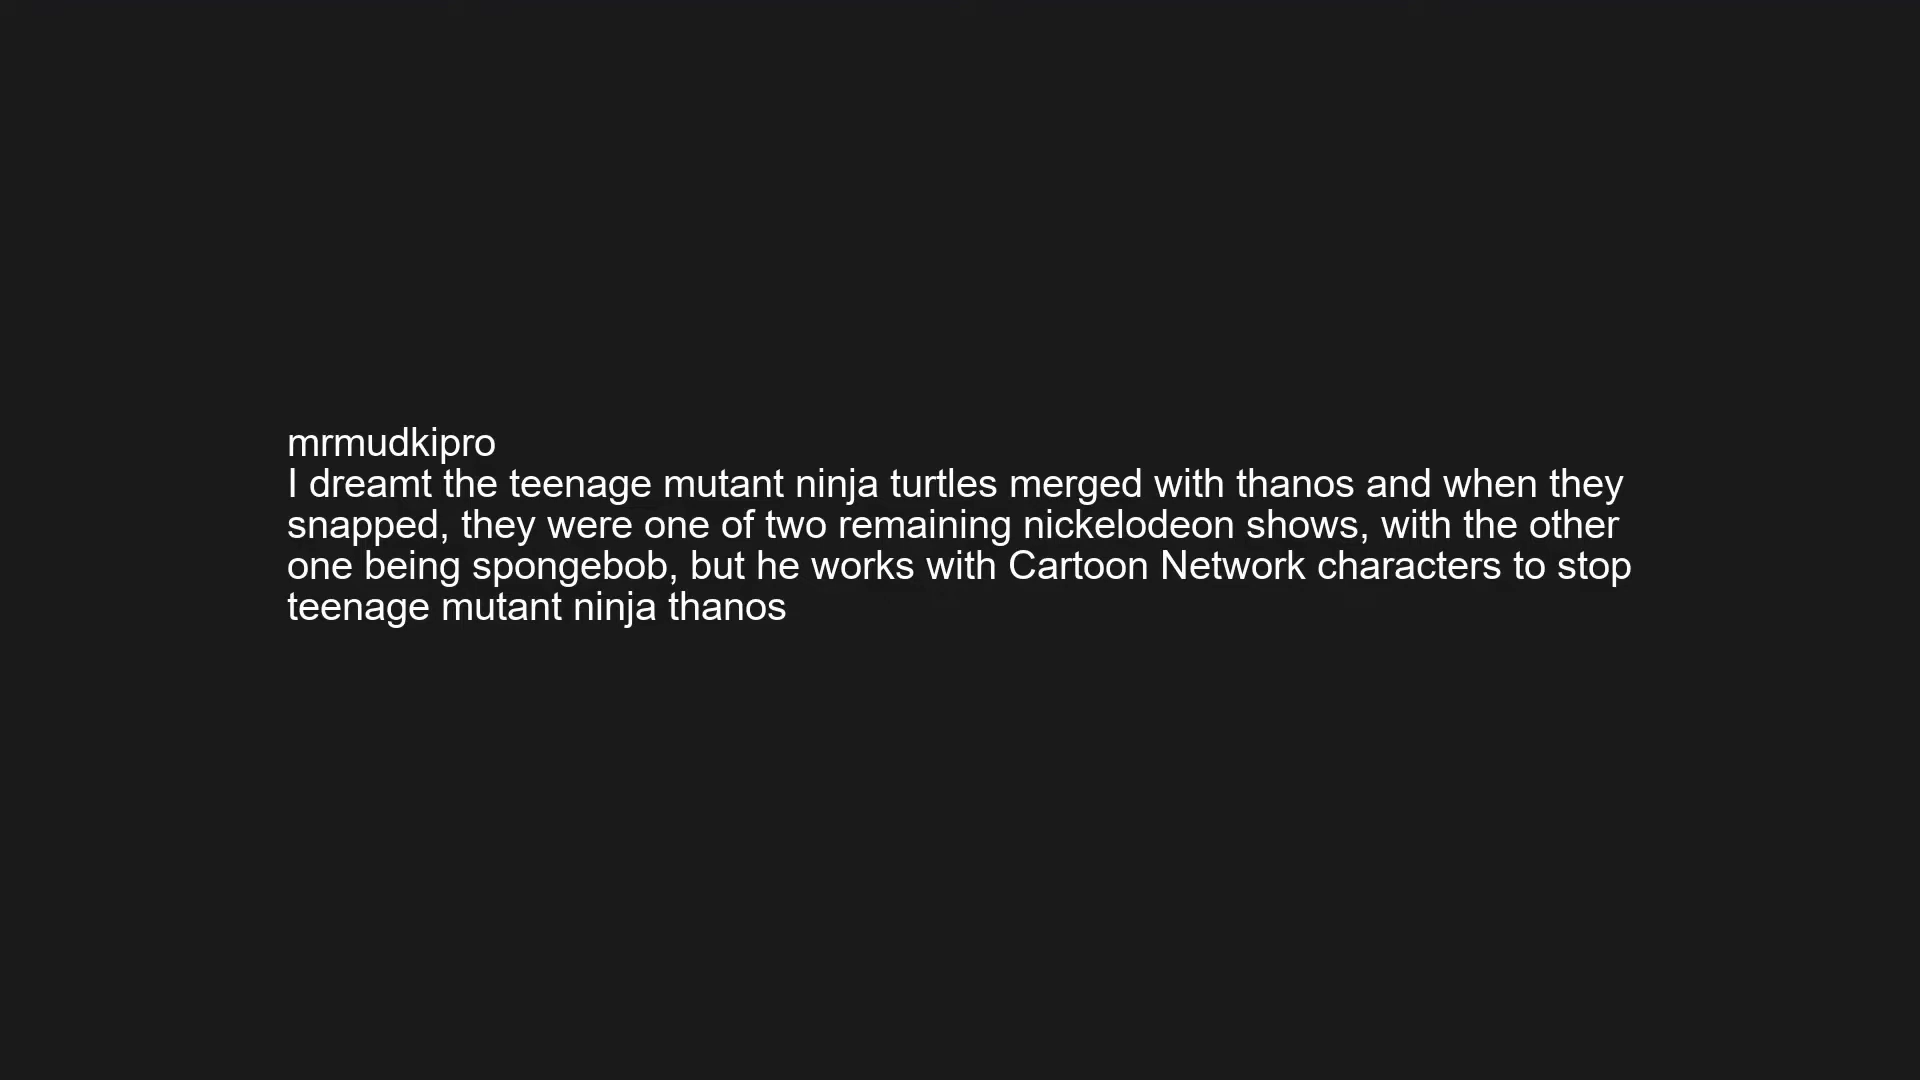 mrmudkipro
I dreamt the teenage mutant ninja turtles merged with thanos and when they
snapped, they were one of two remaining nickelodeon shows, with the other
one being spongebob, but he works with Cartoon Network characters to stop
teenage mutant ninja thanos